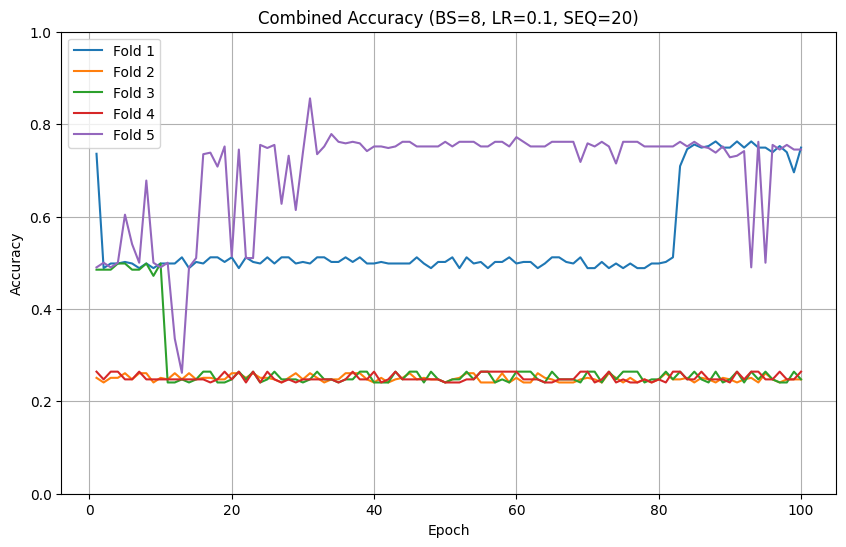 Combined Accuracy (BS=8, LR=0.1, SEQ=20)
Fold 1
Fold 2
Fold 3
Fold 4
Fold 5
Accuracy
1.0
0.8
0.6
0.4
0.2
0.0
0 20 40 60 80 100
Epoch